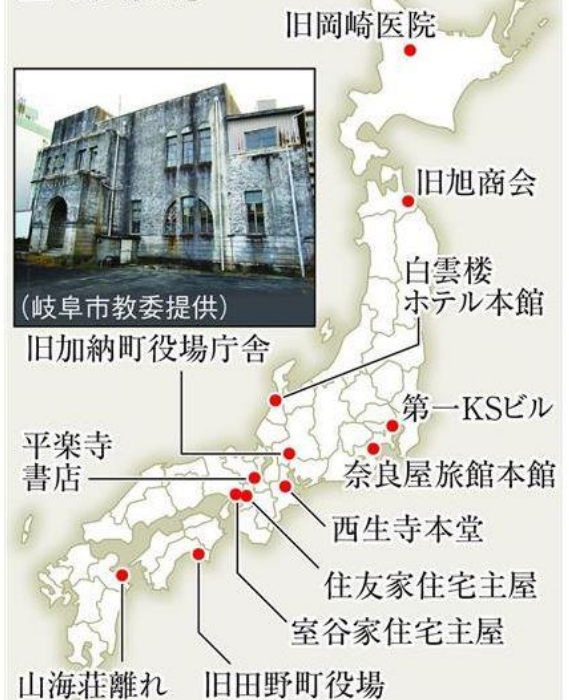 旧岡崎医院
旧旭商会
白雲楼
ホテル本館
(岐阜市教委提供)
旧加納町役場庁舎
第一KSビル
平楽寺
書店
奈良屋旅館本館
西生寺本堂
住友家住宅主屋
室谷家住宅主屋
山海荘離れ
旧田野町役場